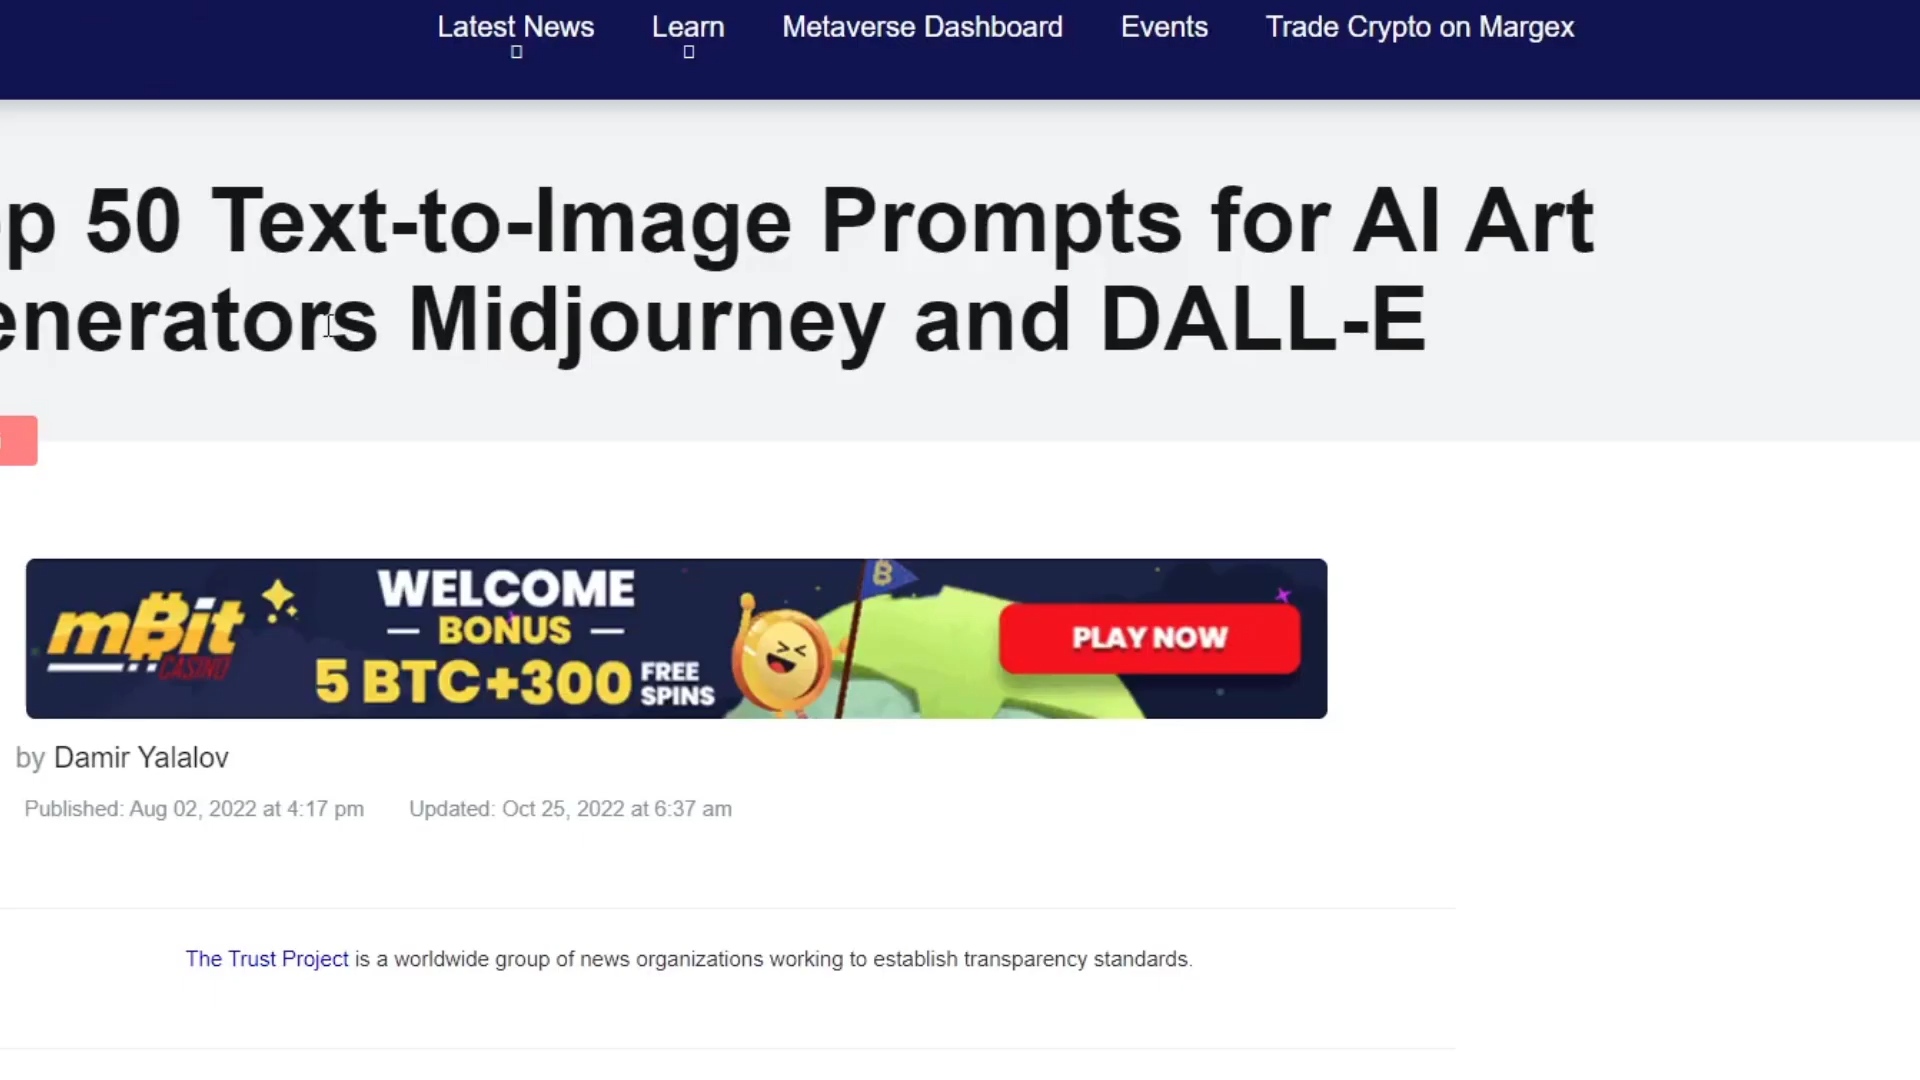 Latest News
Learn
Metaverse Dashboard
Events
Trade Crypto on Margex
p 50 Text-to-Image Prompts for AI Art
enerators Midjourney and DALL-E
mBit
CASINO
WELCOME
BONUS
5 BTC+300 FREE SPINS
B
PLAY NOW
by Damir Yalalov
Published: Aug 02, 2022 at 4:17 pm
Updated: Oct 25, 2022 at 6:37 am
The Trust Project is a worldwide group of news organizations working to establish transparency standards.